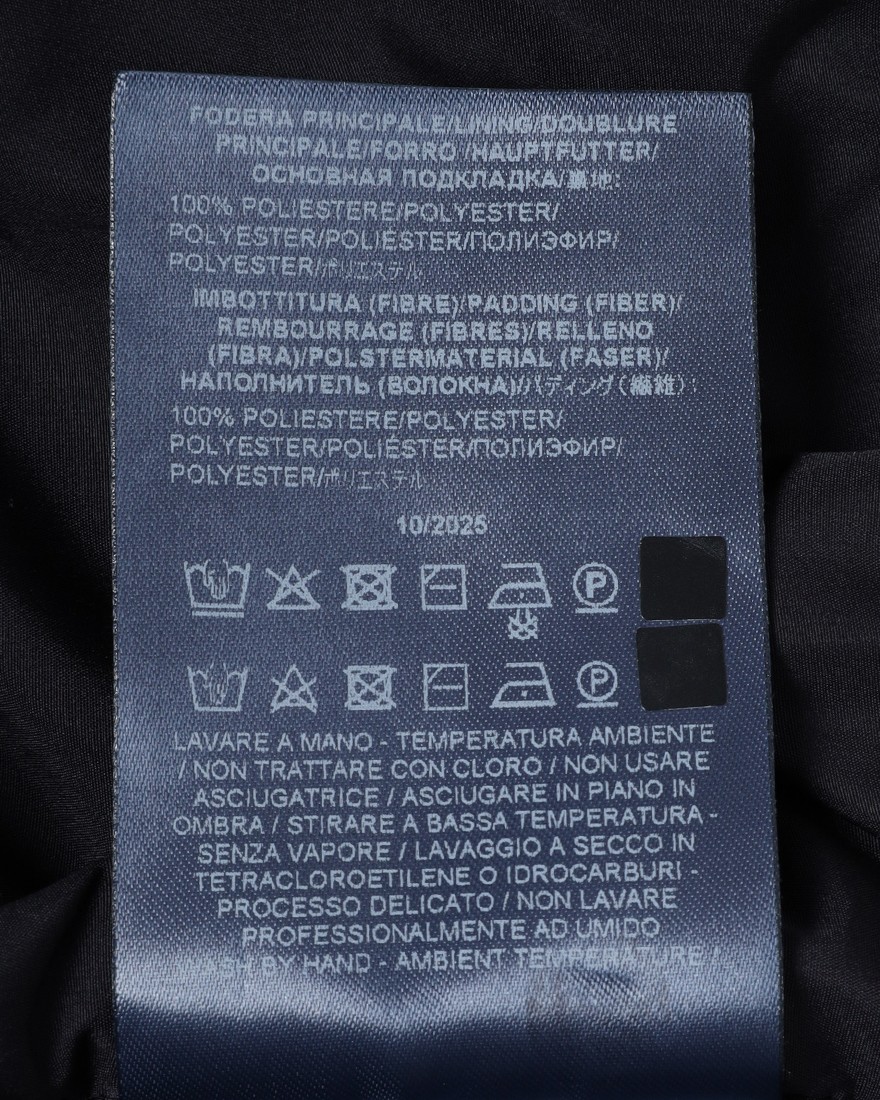 FODERA PRINCIPALE/LINING/DOUBLURE
PRINCIPALE/FORRO /HAUPTFUTTER/
ОСНОВНАЯ ПОДКЛАДКА/裏地:
100% POLIESTERE/POLYESTER/
POLYESTER/POLIÉSTER/ПОЛИЭФИР/
POLYESTER/ポリエステル
IMBOTTITURA (FIBRE)/PADDING (FIBER)/
REMBOURRAGE (FIBRES)/RELLENO
(FIBRA)/POLSTERMATERIAL (FASER)/
НАПОЛНИТЕЛЬ (ВОЛОКНА)/パディング(繊維):
100% POLIESTERE/POLYESTER/
POLYESTER/POLIÉSTER/ПОЛИЭФИР/
POLYESTER/ポリエステル
10/2025
P
P
LAVARE A MANO - TEMPERATURA AMBIENTE
/ NON TRATTARE CON CLORO / NON USARE
ASCIUGATRICE / ASCIUGARE IN PIANO IN
OMBRA / STIRARE A BASSA TEMPERATURA -
SENZA VAPORE / LAVAGGIO A SECCO IN
TETRACLOROETILENE O IDROCARBURI -
PROCESSO DELICATO / NON LAVARE
PROFESSIONALMENTE AD UMIDO
WASH BY HAND - AMBIENT TEMPERATURE /